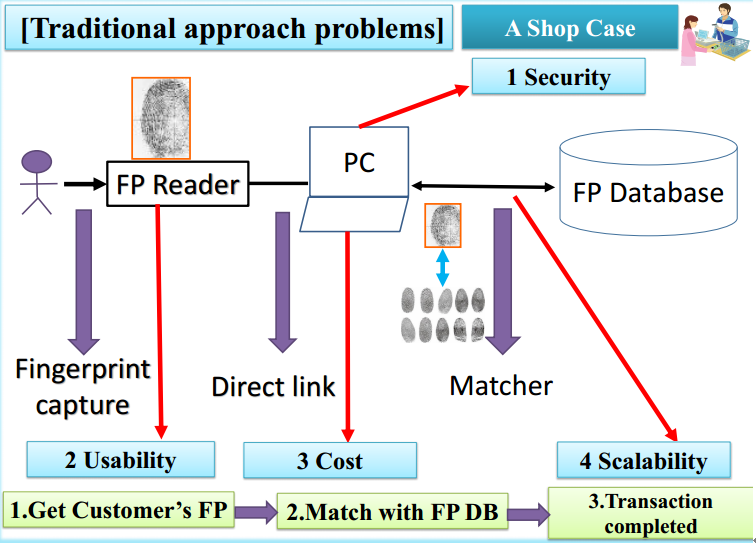 [Traditional approach problems]
A Shop Case
1 Security
PC
FP Reader
FP Database
Fingerprint
capture
Direct link
Matcher
2 Usability
3 Cost
4 Scalability
1.Get Customer's FP
2.Match with FP DB
3.Transaction
completed